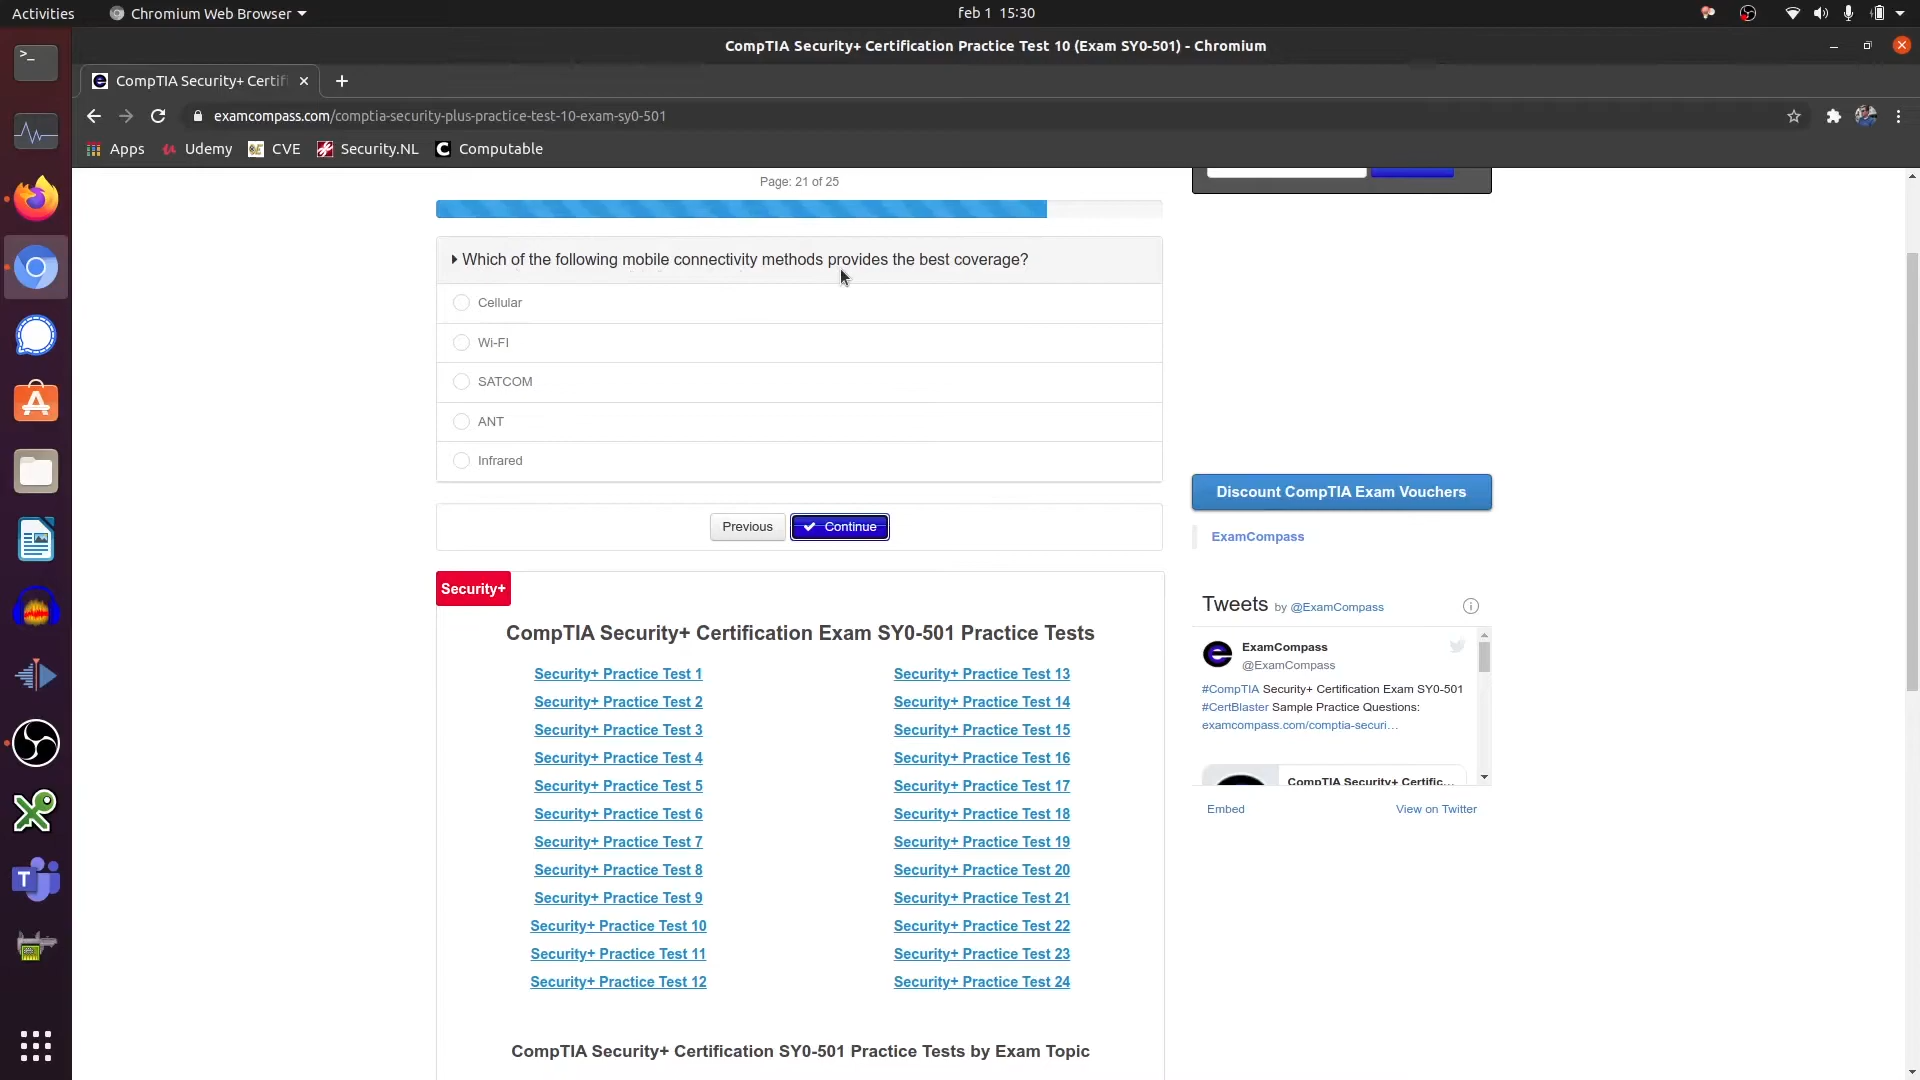 Activities
Chromium Web Browser
feb 1 15:30
CompTIA Security+ Certification Practice Test 10 (Exam SY0-501) - Chromium
CompTIA Security+ Certif
examcompass.com/comptia-security-plus-practice-test-10-exam-sy0-501
Apps
Udemy
CVE
Security.NL
Computable
Page: 21 of 25
Which of the following mobile connectivity methods provides the best coverage?
Cellular
Wi-FI
SATCOM
ANT
Infrared
Previous
Continue
Security+
CompTIA Security+ Certification Exam SY0-501 Practice Tests
Security+ Practice Test 1
Security+ Practice Test 2
Security+ Practice Test 3
Security+ Practice Test 4
Security+ Practice Test 5
Security+ Practice Test 6
Security+ Practice Test 7
Security+ Practice Test 8
Security+ Practice Test 9
Security+ Practice Test 10
Security+ Practice Test 11
Security+ Practice Test 12
Security+ Practice Test 13
Security+ Practice Test 14
Security+ Practice Test 15
Security+ Practice Test 16
Security+ Practice Test 17
Security+ Practice Test 18
Security+ Practice Test 19
Security+ Practice Test 20
Security+ Practice Test 21
Security+ Practice Test 22
Security+ Practice Test 23
Security+ Practice Test 24
CompTIA Security+ Certification SY0-501 Practice Tests by Exam Topic
Discount CompTIA Exam Vouchers
ExamCompass
Tweets by @ExamCompass
ExamCompass
@ExamCompass
#CompTIA Security+ Certification Exam SY0-501
#CertBlaster Sample Practice Questions:
examcompass.com/comptia-securi…
CompTIA Security+ Certific...
Embed
View on Twitter